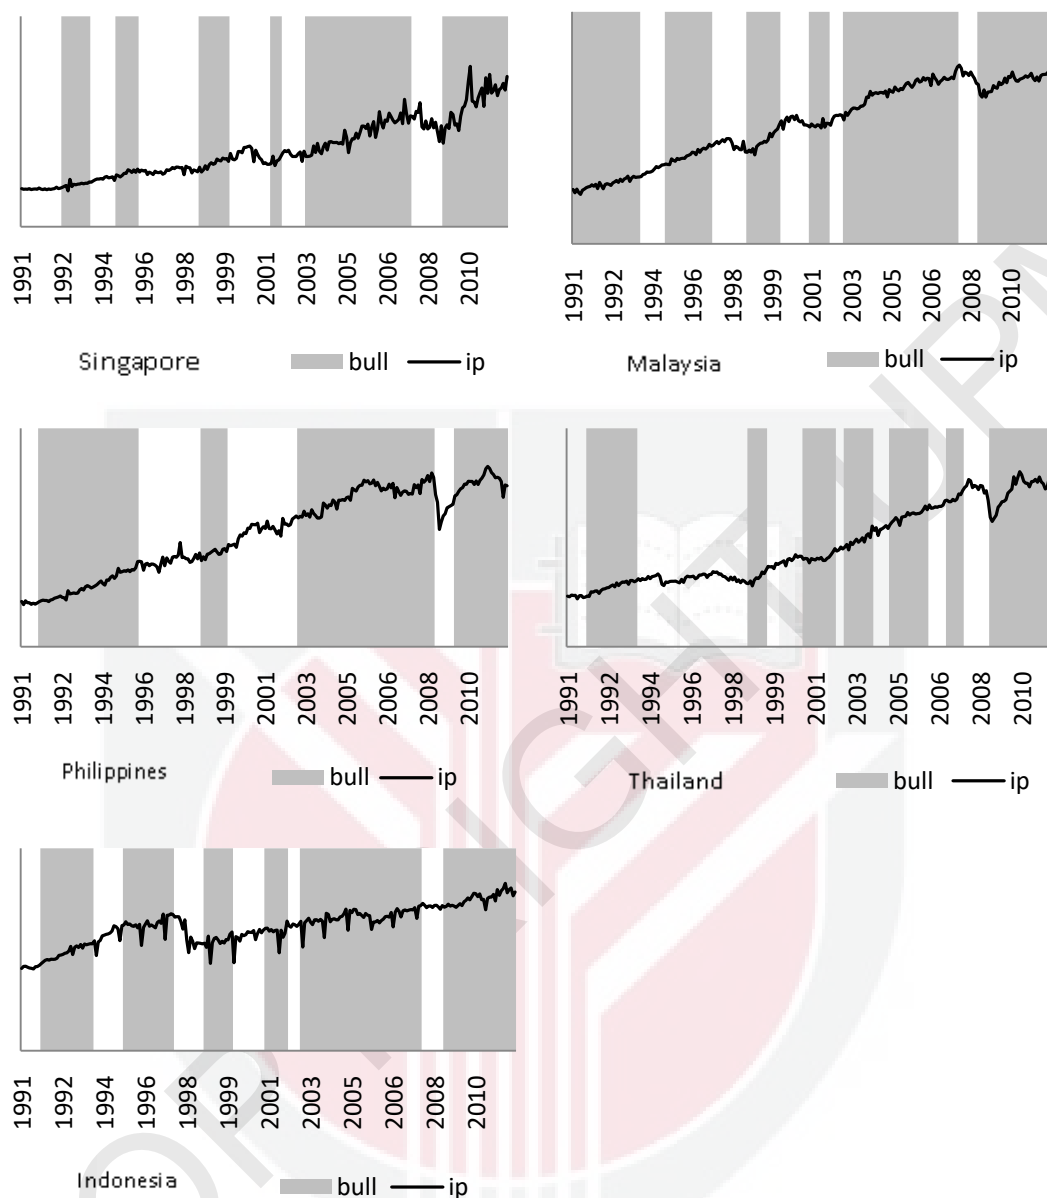 1991 1992 1994 1996 1998 1999 2001 2003 2005 2006 2008 2010
Singapore bull ip
1991 1992 1994 1995 1996 1998 1999 2001 2003 2005 2006 2008 2010
Malaysia bull ip
1991 1992 1994 1996 1998 1999 2001 2003 2005 2006 2008 2010
Philippines bull ip
1991 1992 1994 1996 1998 1999 2001 2003 2005 2006 2008 2010
Thailand bull ip
1991 1992 1994 1996 1998 1999 2001 2003 2005 2006 2008 2010
Indonesia bull ip
COPYRIGHT UPM